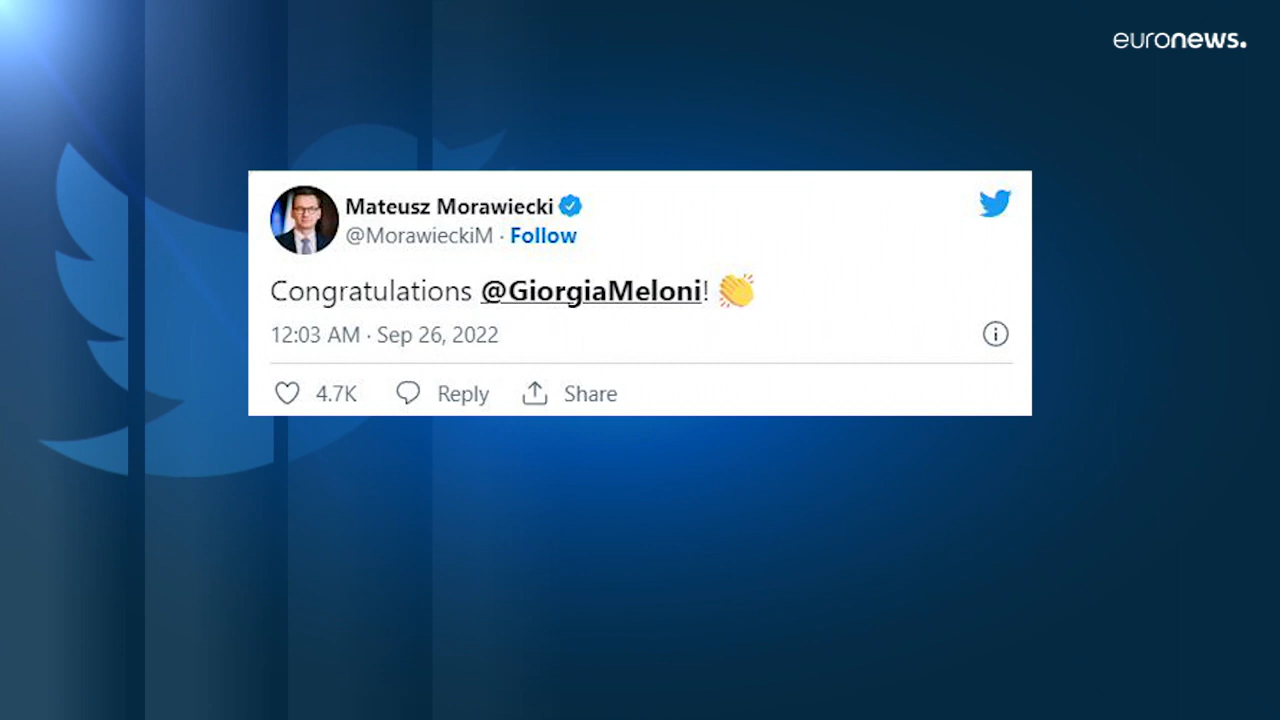 euronews.
Mateusz Morawiecki
@MorawieckiM · Follow
Congratulations @GiorgiaMeloni! 👏
12:03 AM · Sep 26, 2022
4.7K Reply Share